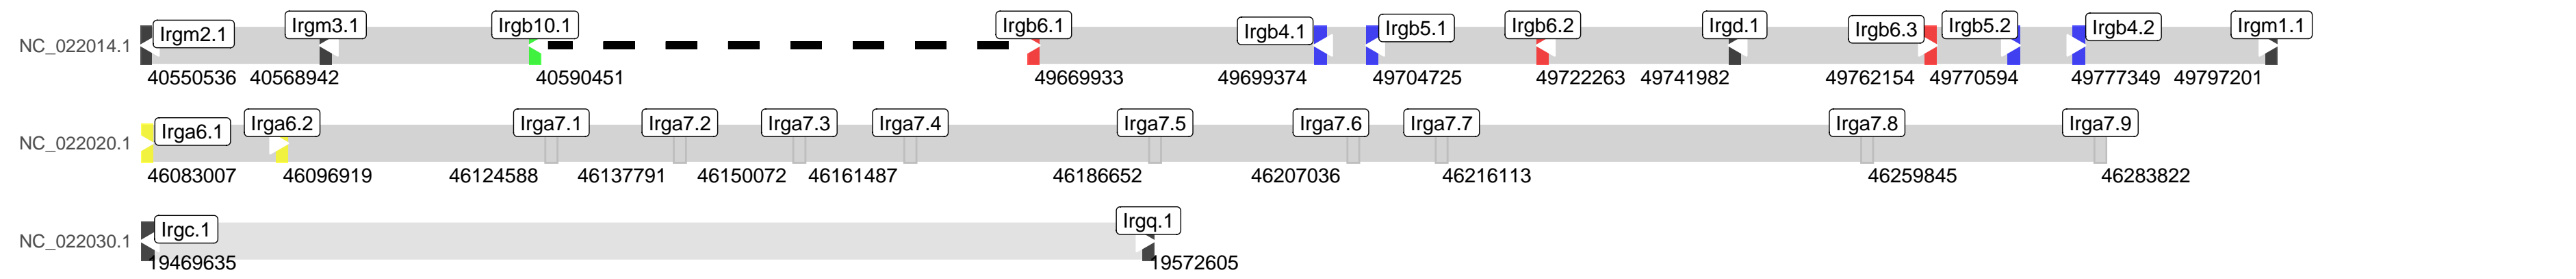 Irgm2.1 Irgm3.1 Irgb10.1 Irgb6.1 Irgb4.1 Irgb5.1 Irgb6.2 Irgd.1 Irgb6.3 Irgb5.2 Irgb4.2 Irgm1.1
NC_022014.1
40550536 40568942 40590451 49669933 49699374 49704725 49722263 49741982 49762154 49770594 49777349 49797201
Irga6.1 Irga6.2 Irga7.1 Irga7.2 Irga7.3 Irga7.4 Irga7.5 Irga7.6 Irga7.7 Irga7.8 Irga7.9
NC_022020.1
46083007 46096919 46124588 46137791 46150072 46161487 46186652 46207036 46216113 46259845 46283822
Irgc.1 Irgq.1
NC_022030.1
19469635 19572605